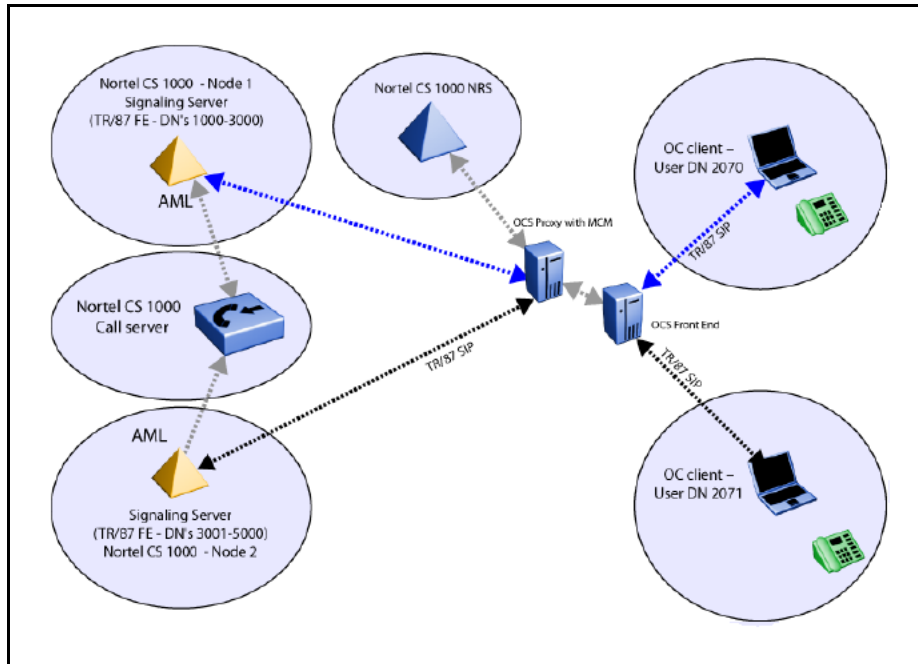 Nortel CS 1000 - Node 1
Signaling Server
(TR/87 FE - DN's 1000-3000)
AML
Nortel CS 1000 NRS
OC client –
User DN 2070
OCS Proxy with MCM
TR/87 SIP
Nortel CS 1000
Call server
OCS Front End
TR/87 SIP
TR/87 SIP
AML
OC client –
User DN 2071
Signaling Server
(TR/87 FE - DN's 3001-5000)
Nortel CS 1000 - Node 2